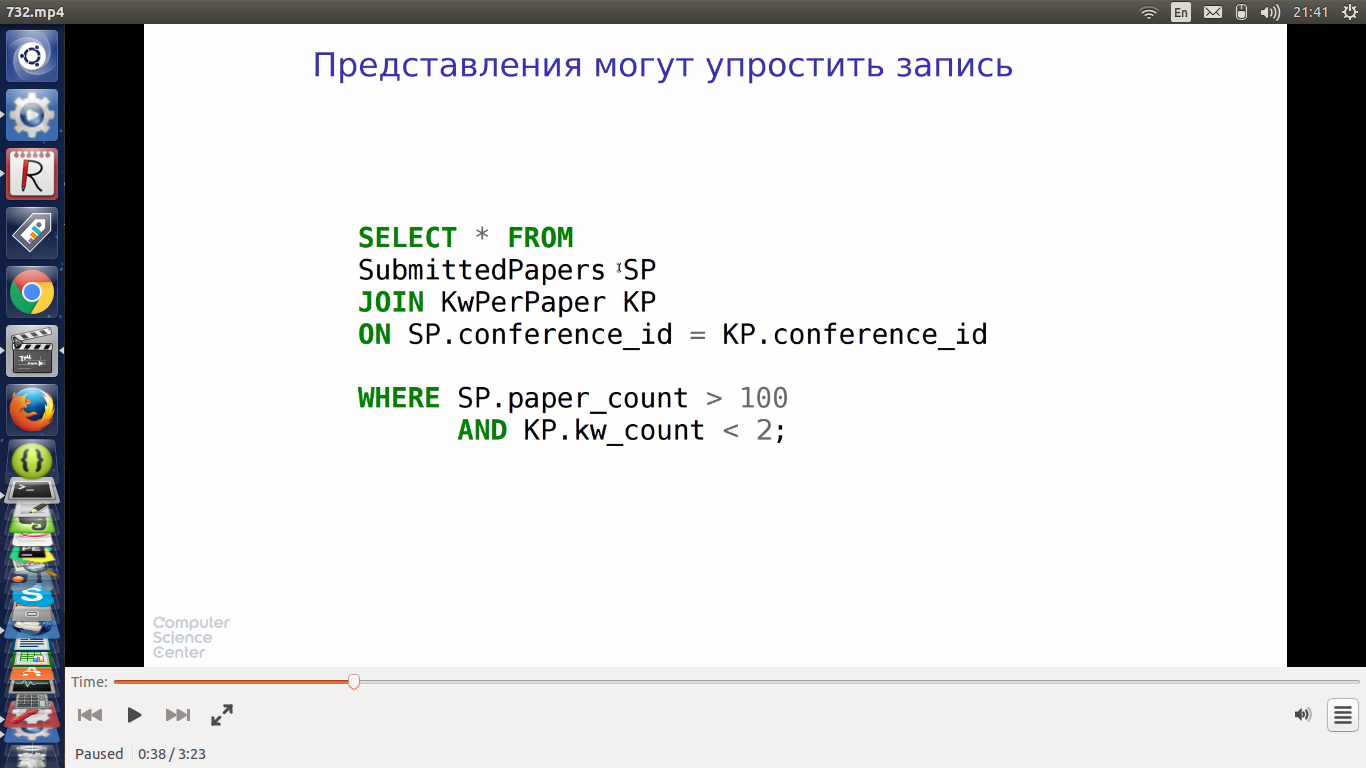 732.mp4
En
21:41
Представления могут упростить запись
SELECT * FROM
SubmittedPapers SP
JOIN KwPerPaper KP
ON SP.conference_id = KP.conference_id
WHERE SP.paper_count > 100
AND KP.kw_count < 2;
Computer
Science
Center
Time:
Paused
0:38 / 3:23